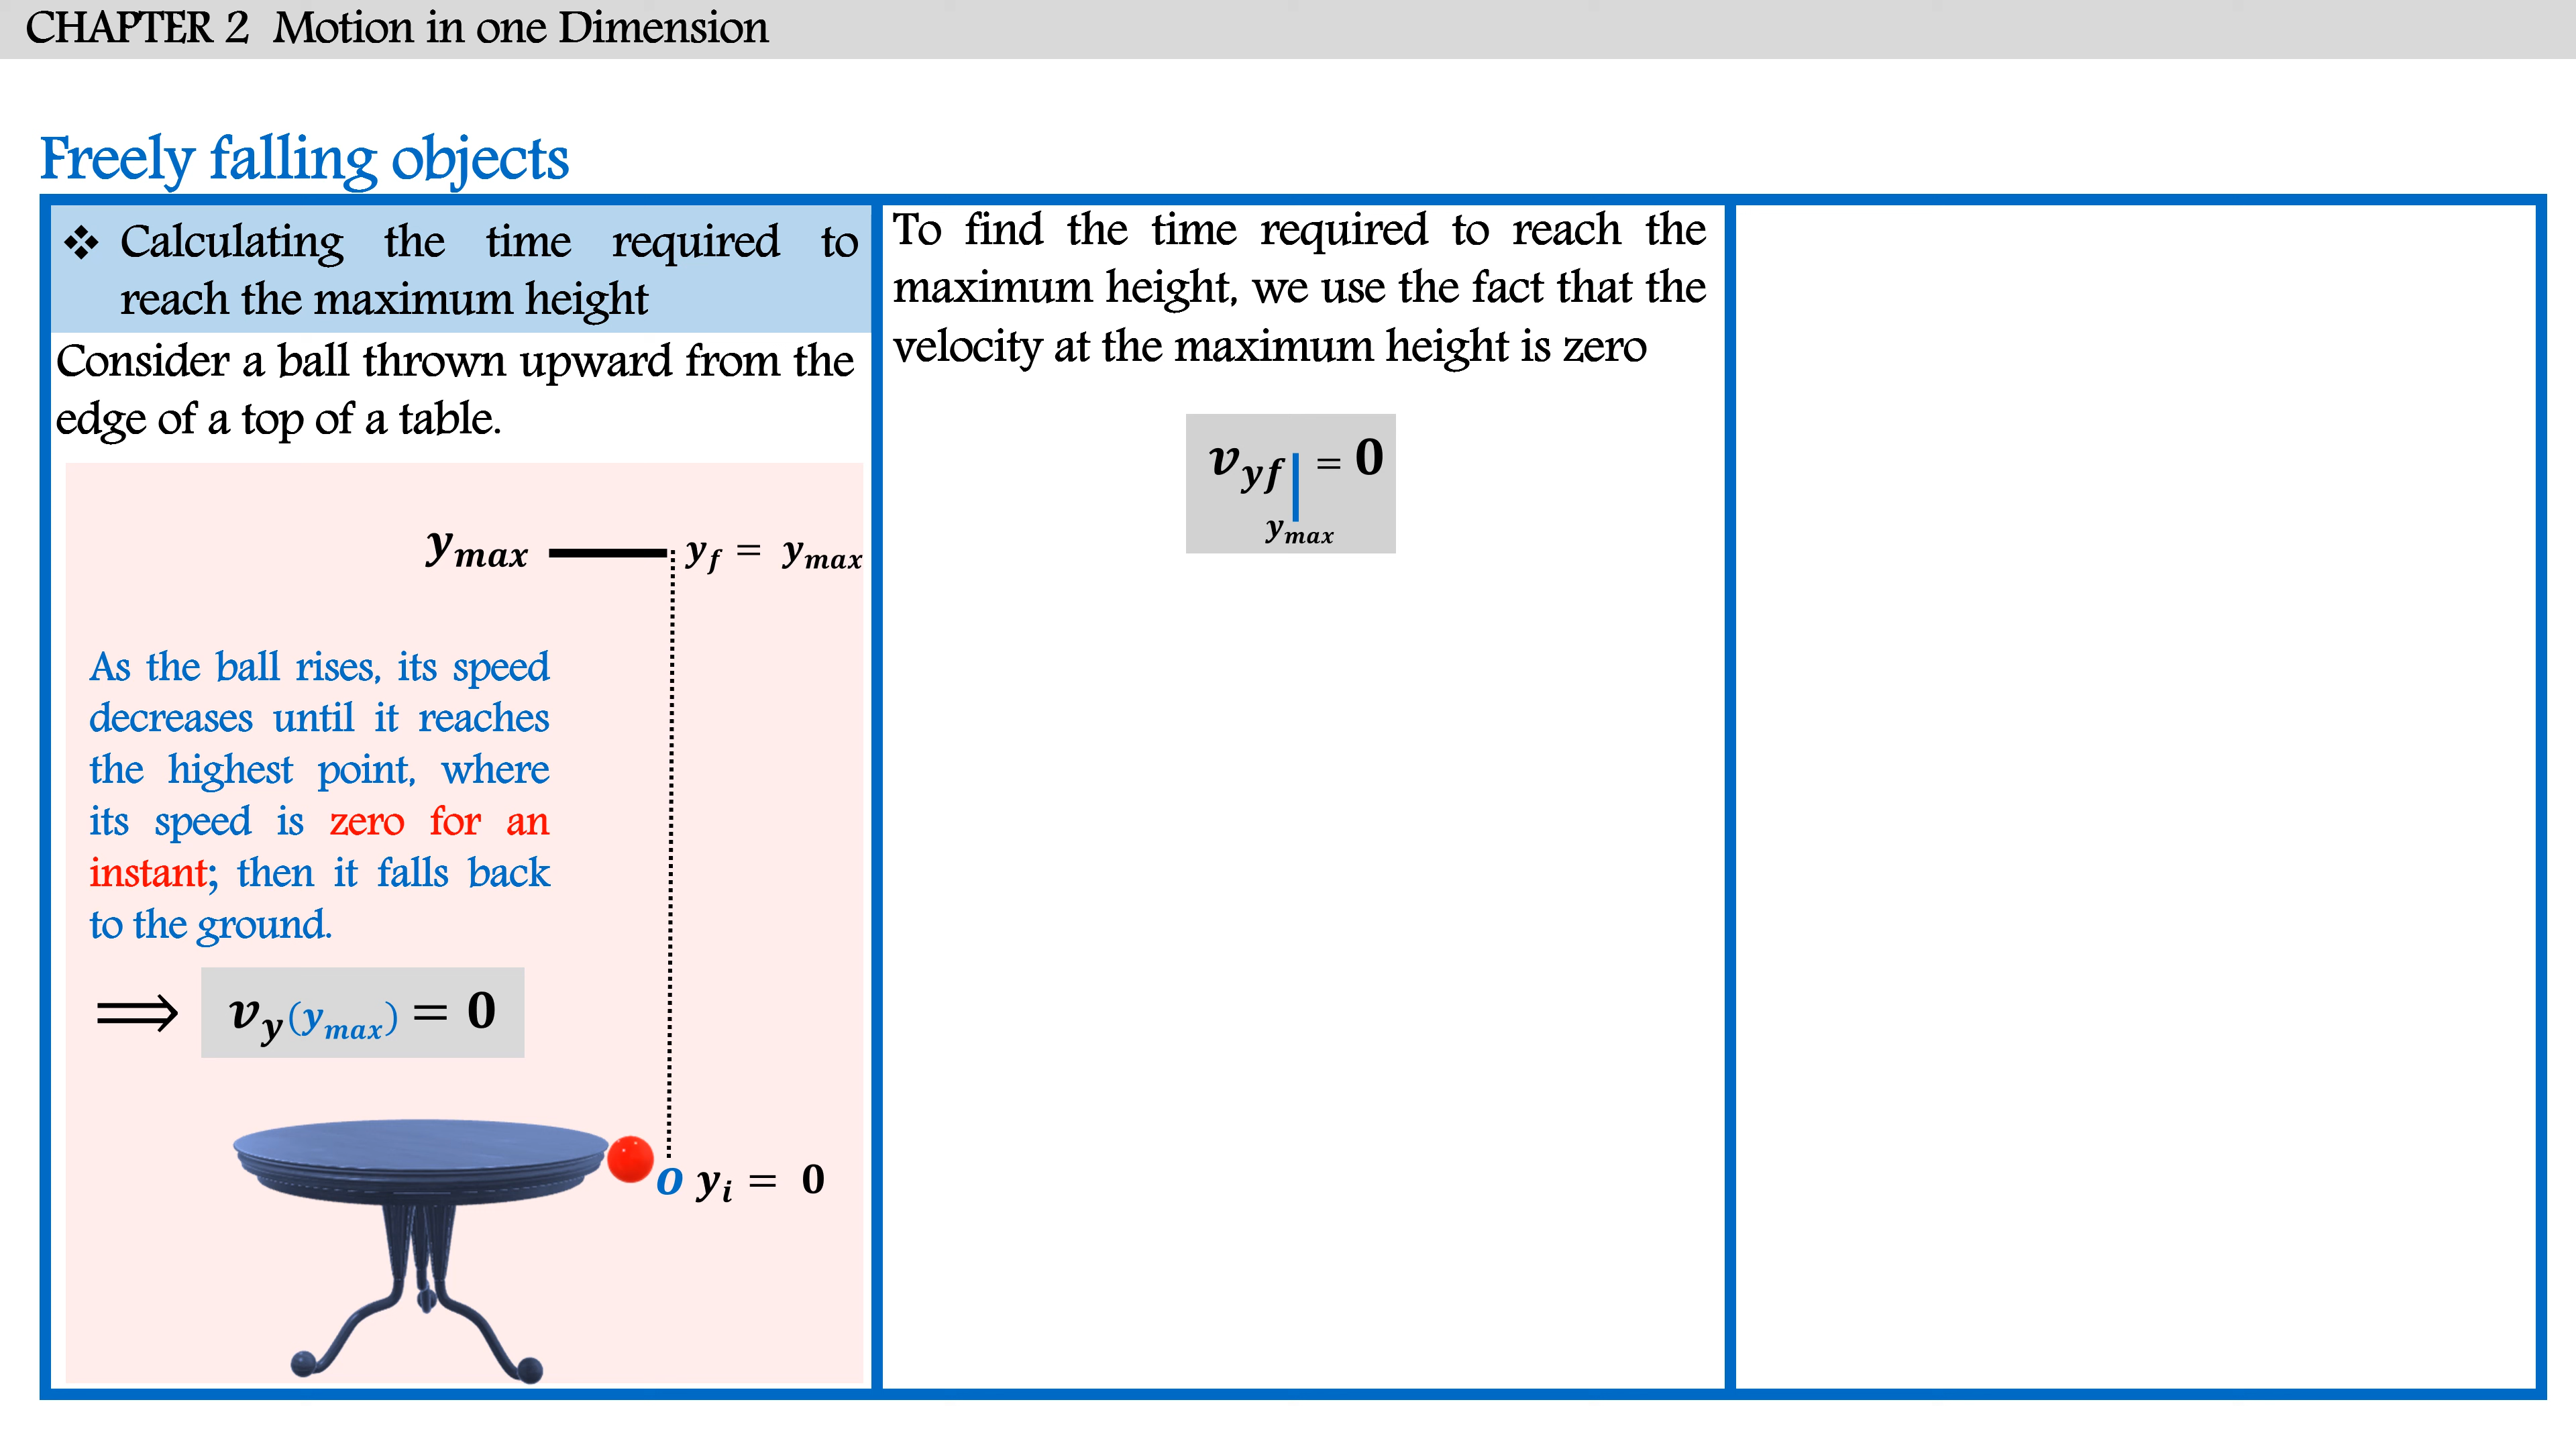 CHAPTER 2 Motion in one Dimension
Freely falling objects
❖ Calculating the time required to
reach the maximum height
Consider a ball thrown upward from the
edge of a top of a table.
y_max
y_f = y_max
As the ball rises, its speed
decreases until it reaches
the highest point, where
its speed is zero for an
instant; then it falls back
to the ground.
⟹ v_y(y_max) = 0
o y_i = 0
To find the time required to reach the
maximum height, we use the fact that the
velocity at the maximum height is zero
v_yf| = 0
y_max